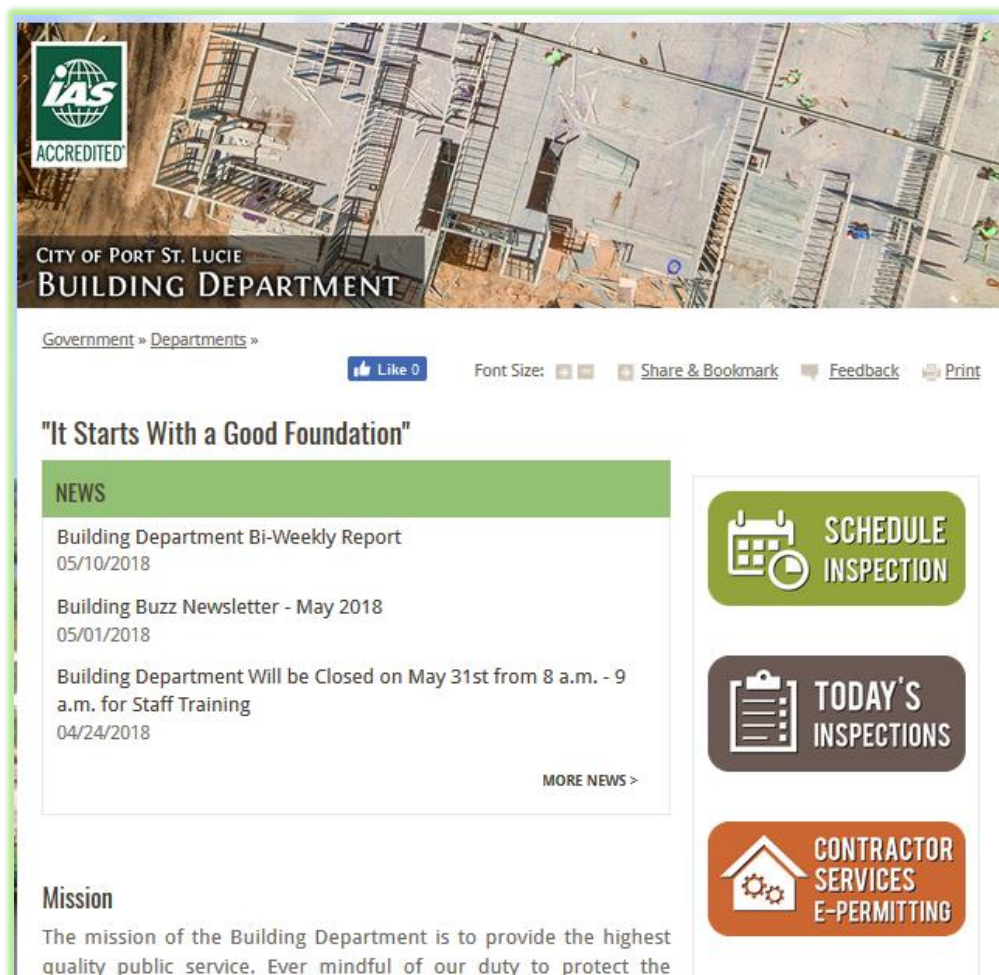 iAS
ACCREDITED
CITY OF PORT ST. LUCIE
BUILDING DEPARTMENT
Government » Departments »
Like 0
Font Size:
Share & Bookmark
Feedback
Print
"It Starts With a Good Foundation"
NEWS
Building Department Bi-Weekly Report
05/10/2018
Building Buzz Newsletter - May 2018
05/01/2018
Building Department Will be Closed on May 31st from 8 a.m. - 9
a.m. for Staff Training
04/24/2018
MORE NEWS >
SCHEDULE
INSPECTION
TODAY'S
INSPECTIONS
CONTRACTOR
SERVICES
E-PERMITTING
Mission
The mission of the Building Department is to provide the highest
quality public service. Ever mindful of our duty to protect the